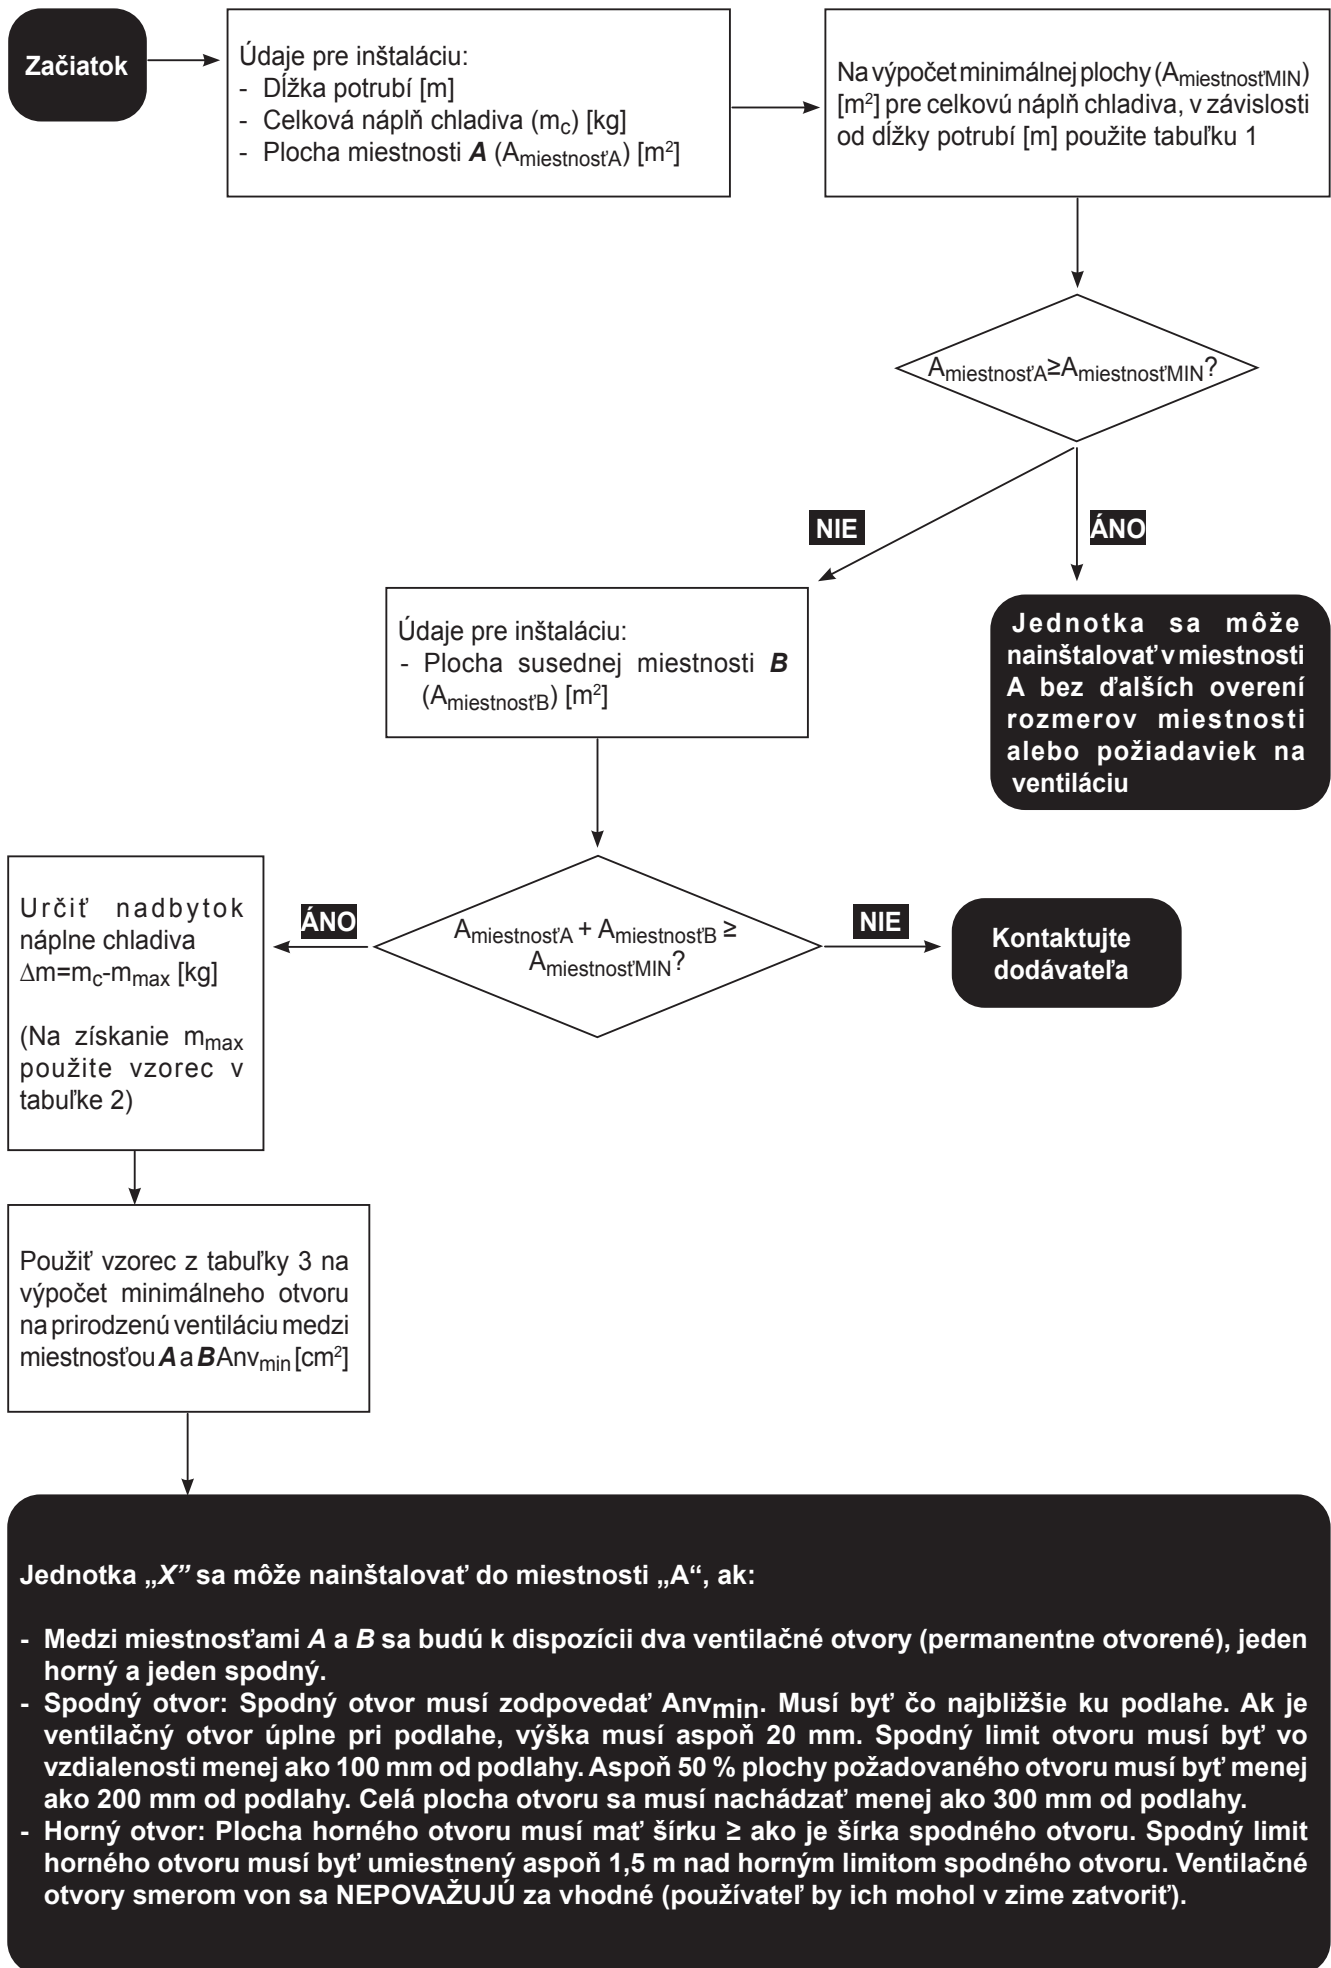 Začiatok
Údaje pre inštaláciu:
- Dĺžka potrubí [m]
- Celková náplň chladiva (mc) [kg]
- Plocha miestnosti A (AmiestnosťA) [m²]
Na výpočet minimálnej plochy (AmiestnosťMIN)
[m²] pre celkovú náplň chladiva, v závislosti
od dĺžky potrubí [m] použite tabuľku 1
AmiestnosťA≥AmiestnosťMIN?
NIE
ÁNO
Údaje pre inštaláciu:
- Plocha susednej miestnosti B
(AmiestnosťB) [m²]
Jednotka sa môže
nainštalovať v miestnosti
A bez ďalších overení
rozmerov miestnosti
alebo požiadaviek na
ventiláciu
Určiť nadbytok
náplne chladiva
∆m=mc-mmax [kg]
(Na získanie mmax
použite vzorec v
tabuľke 2)
ÁNO
AmiestnosťA + AmiestnosťB ≥
AmiestnosťMIN?
NIE
Kontaktujte
dodávateľa
Použiť vzorec z tabuľky 3 na
výpočet minimálneho otvoru
na prirodzenú ventiláciu medzi
miestnosťou A a B Anvmin [cm²]
Jednotka „X” sa môže nainštalovať do miestnosti „A“, ak:
- Medzi miestnosťami A a B sa budú k dispozícii dva ventilačné otvory (permanentne otvorené), jeden
horný a jeden spodný.
- Spodný otvor: Spodný otvor musí zodpovedať Anvmin. Musí byť čo najbližšie ku podlahe. Ak je
ventilačný otvor úplne pri podlahe, výška musí aspoň 20 mm. Spodný limit otvoru musí byť vo
vzdialenosti menej ako 100 mm od podlahy. Aspoň 50 % plochy požadovaného otvoru musí byť menej
ako 200 mm od podlahy. Celá plocha otvoru sa musí nachádzať menej ako 300 mm od podlahy.
- Horný otvor: Plocha horného otvoru musí mať šírku ≥ ako je šírka spodného otvoru. Spodný limit
horného otvoru musí byť umiestnený aspoň 1,5 m nad horným limitom spodného otvoru. Ventilačné
otvory smerom von sa NEPOVAŽUJÚ za vhodné (používateľ by ich mohol v zime zatvoriť).